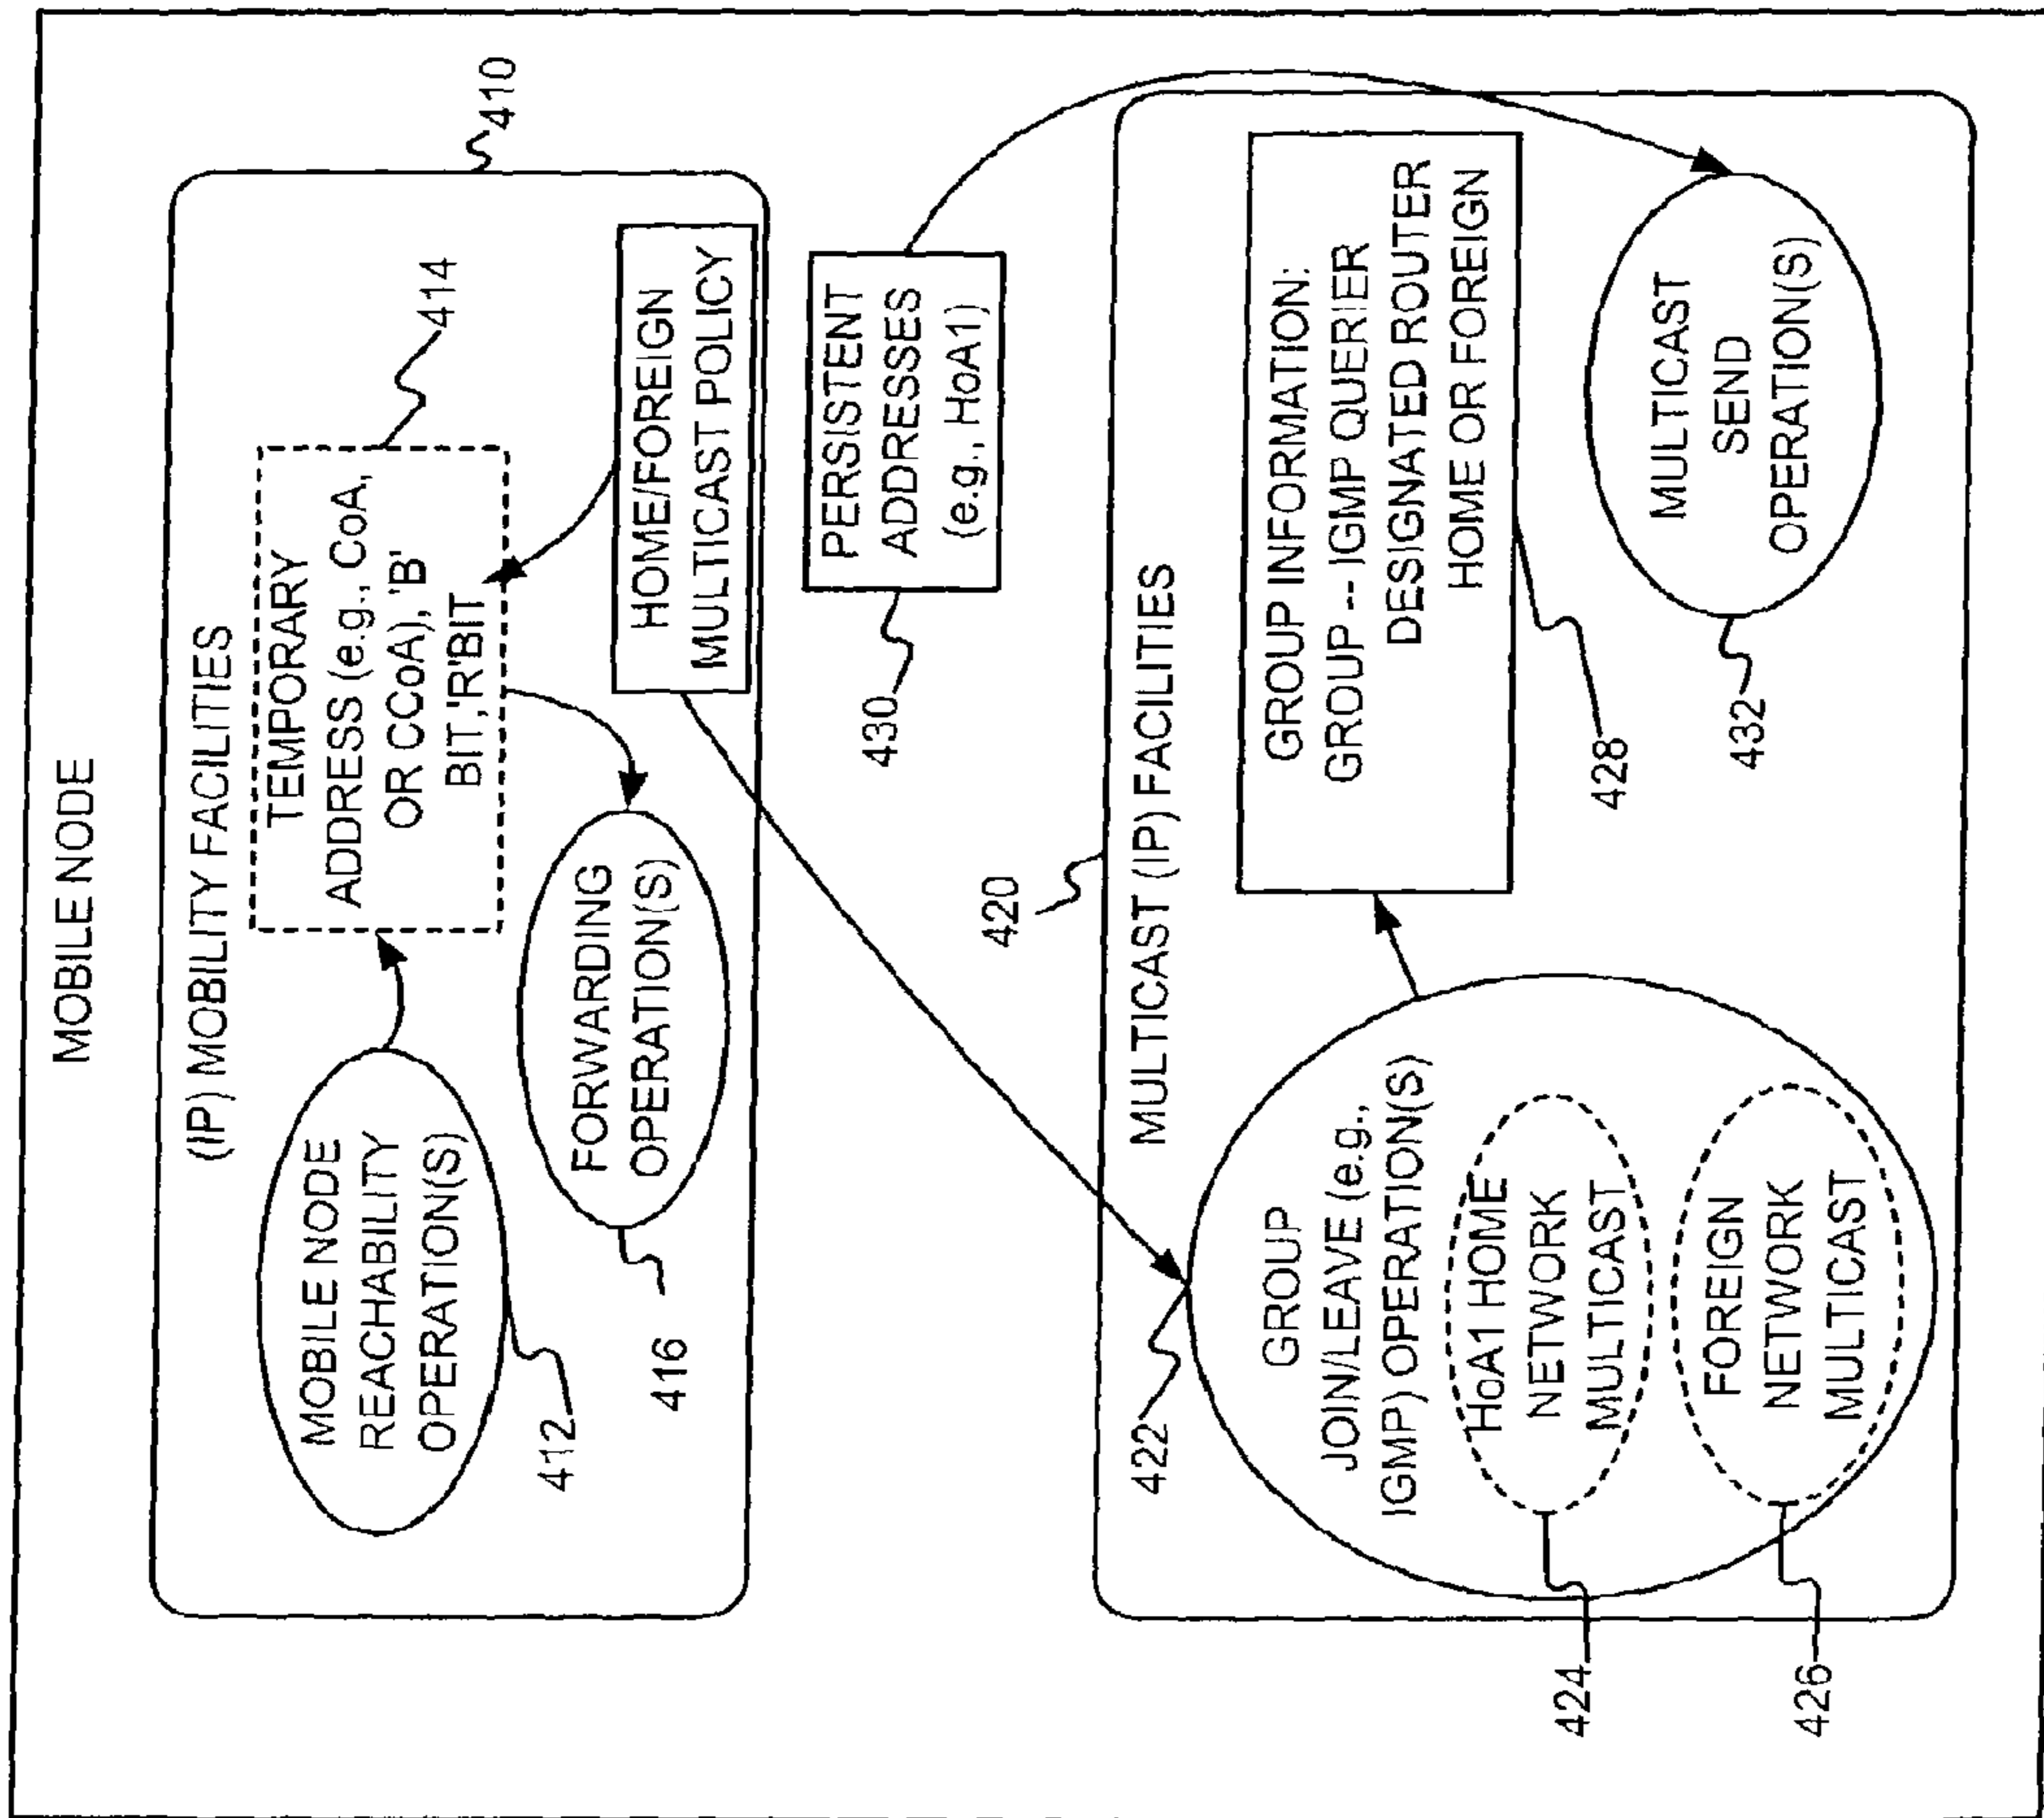 MOBILE NODE
(IP) MOBILITY FACILITIES
410
MOBILE NODE
REACHABILITY
OPERATION(S)
412
TEMPORARY
ADDRESS (e.g., CoA,
OR CCoA), 'B'
BIT,'R'BIT
414
FORWARDING
OPERATION(S)
416
HOME/FOREIGN
MULTICAST POLICY
PERSISTENT
ADDRESSES
(e.g., HoA1)
430
420
MULTICAST (IP) FACILITIES
422
GROUP
JOIN/LEAVE (e.g.,
IGMP) OPERATION(S)
HoA1 HOME
NETWORK
MULTICAST
424
FOREIGN
NETWORK
MULTICAST
426
GROUP INFORMATION:
GROUP -- IGMP QUERIER
DESIGNATED ROUTER
HOME OR FOREIGN
428
MULTICAST
SEND
OPERATION(S)
432